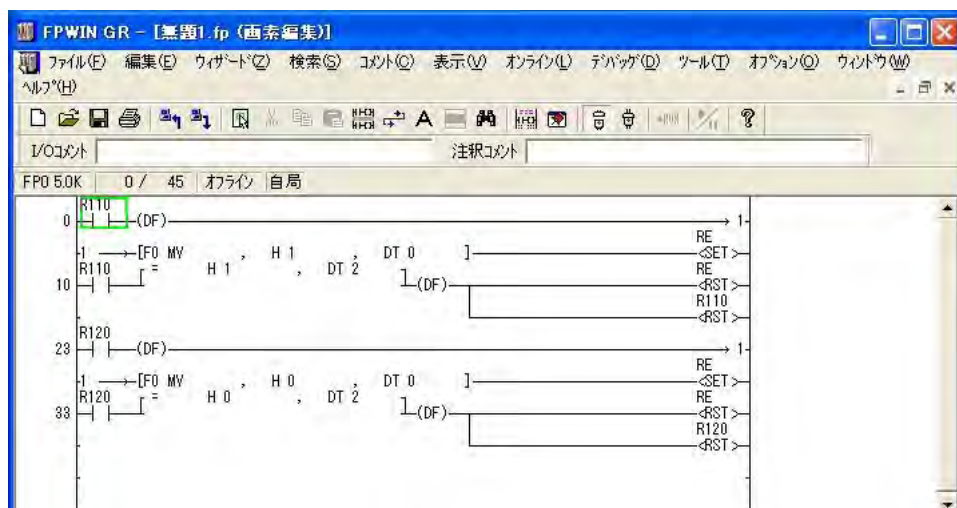 FPWIN GR - [無題1.fp (画素編集)]
ファイル(F) 編集(E) ウィザード(Z) 検索(S) コメント(C) 表示(V) オンライン(L) デバッグ(D) ツール(T) オプション(O) ウィンドウ(W)
ヘルプ(H)
I/Oコメント 注釈コメント
FP0 5.0K 0 / 45 オフライン 自局
R110
0 (DF) 1
RE
1 [F0 MV , H 1 , DT 0 ] <SET>
R110 = H 1 , DT 2 RE
10 (DF) <RST>
R110
<RST>
R120
23 (DF) 1
RE
1 [F0 MV , H 0 , DT 0 ] <SET>
R120 = H 0 , DT 2 RE
33 (DF) <RST>
R120
<RST>